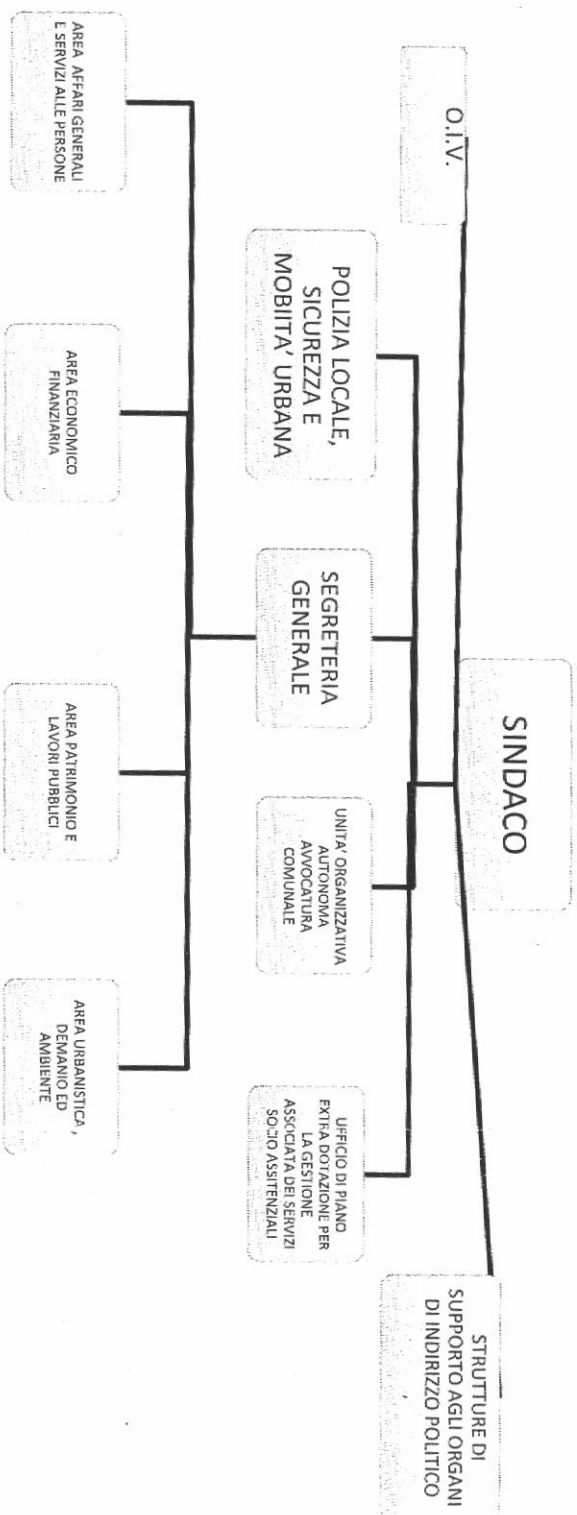 SINDACO
O.I.V.
STRUTTURE DI
SUPPORTO AGLI ORGANI
DI INDIRIZZO POLITICO
POLIZIA LOCALE,
SICUREZZA E
MOBIITA' URBANA
SEGRETERIA
GENERALE
UNITA' ORGANIZZATIVA
AUTONOMA
AVVOCATURA
COMUNALE
UFFICIO DI PIANO
EXTRA DOTAZIONE PER
LA GESTIONE
ASSOCIATA DEI SERVIZI
SOCIO ASSITENZIALI
AREA AFFARI GENERALI
E SERVIZI ALLE PERSONE
AREA ECONOMICO
FINANZIARIA
AREA PATRIMONIO E
LAVORI PUBBLICI
AREA URBANISTICA ,
DEMANIO ED
AMBIENTE